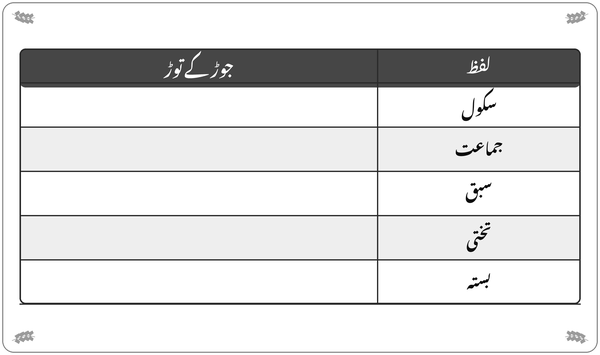 لفظ جوڑ کے توڑ
سکول
جماعت
سبق
تختی
بستہ